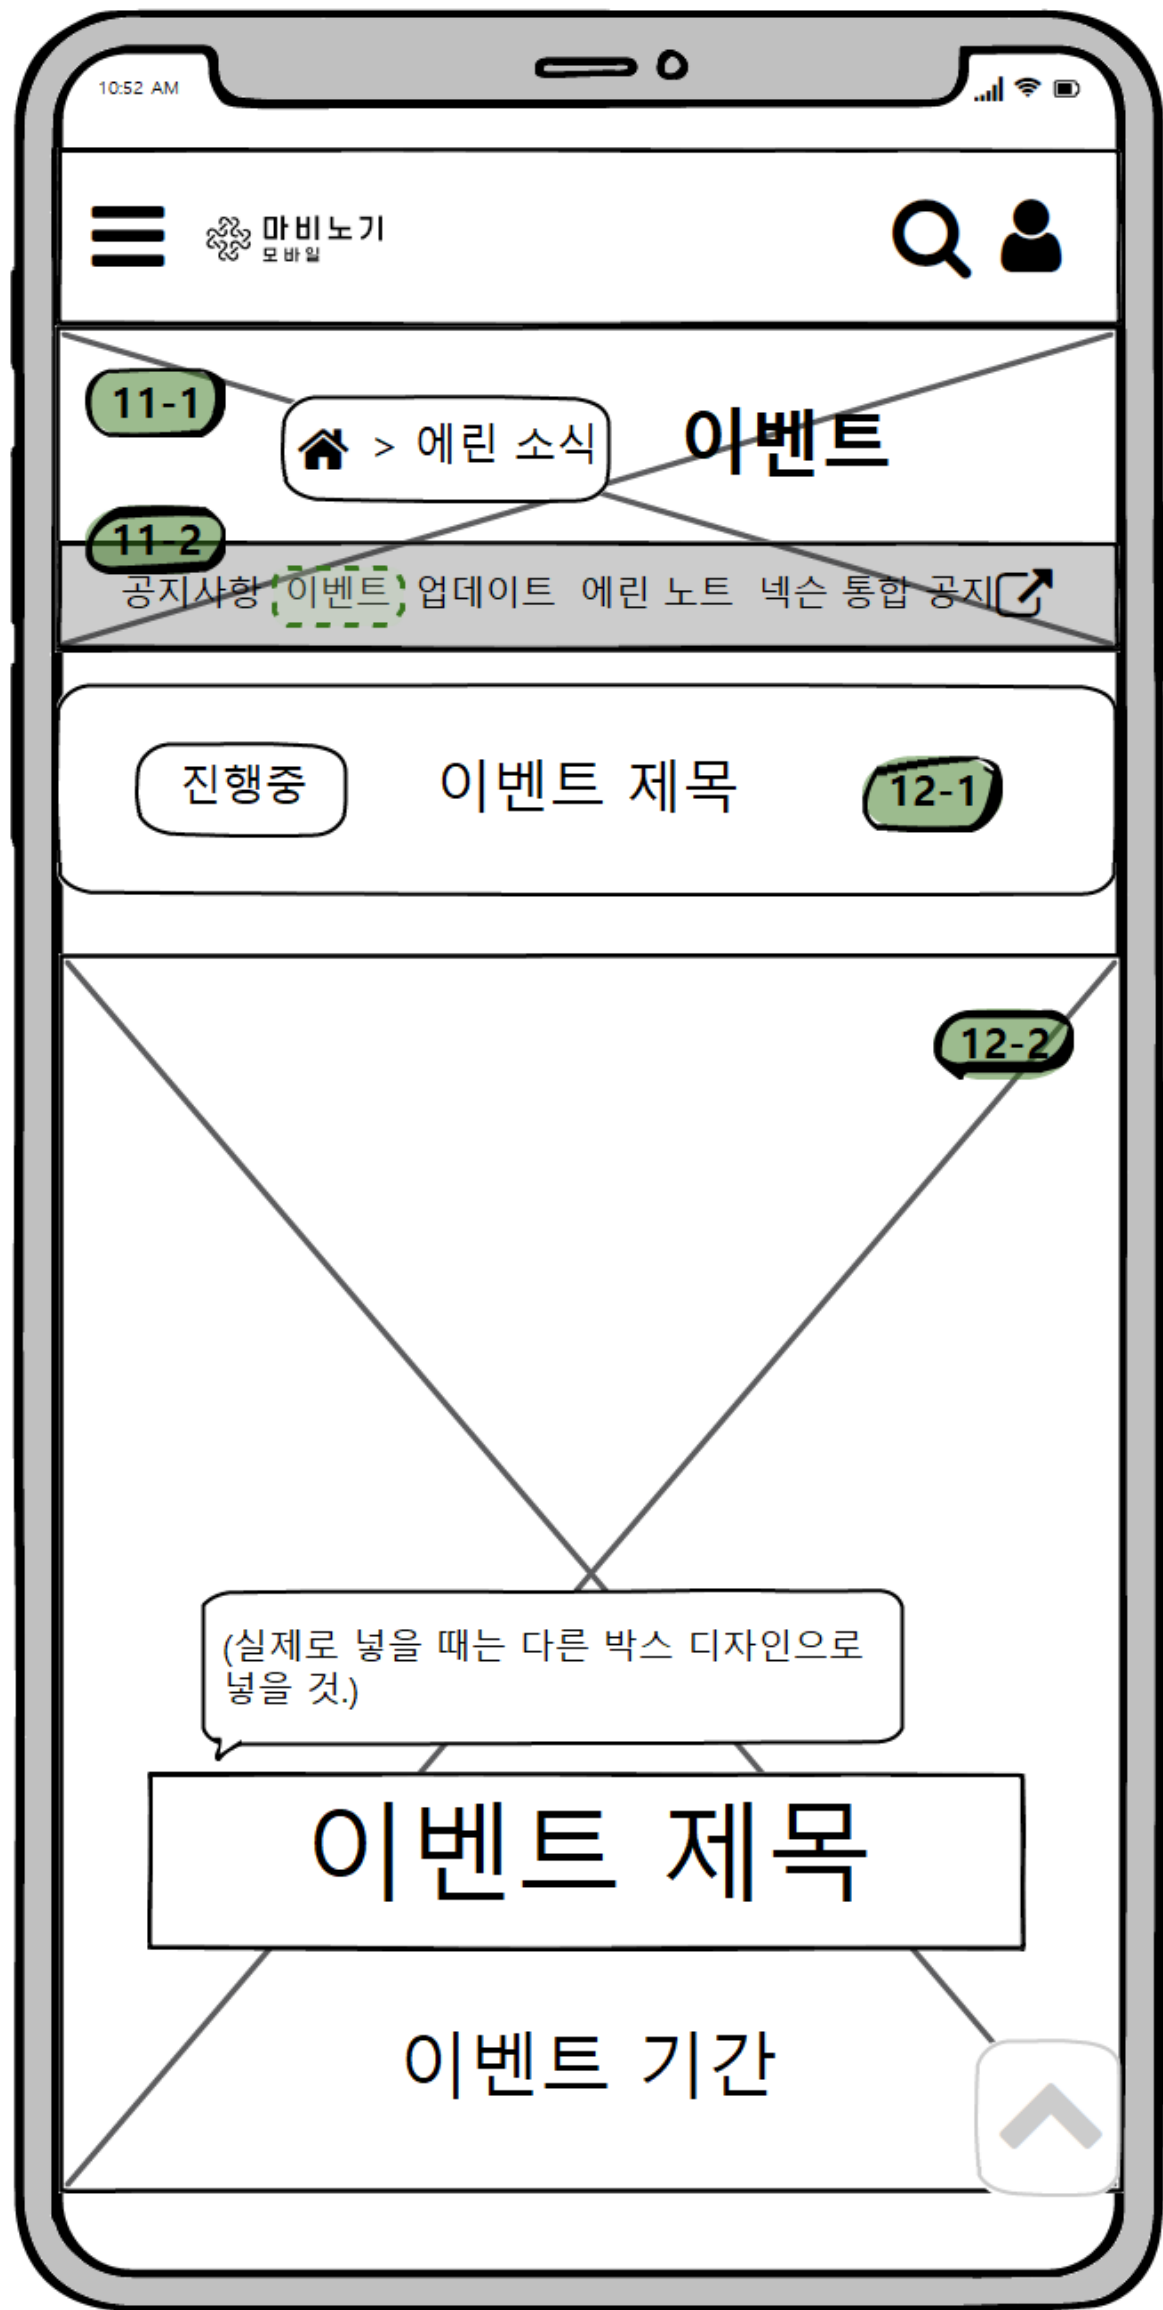 10:52 AM
마비노기
모바일
11-1
> 에린 소식
이벤트
11-2
공지사항 이벤트 업데이트 에린 노트 넥슨 통합 공지
진행중
이벤트 제목
12-1
12-2
(실제로 넣을 때는 다른 박스 디자인으로
넣을 것.)
이벤트 제목
이벤트 기간